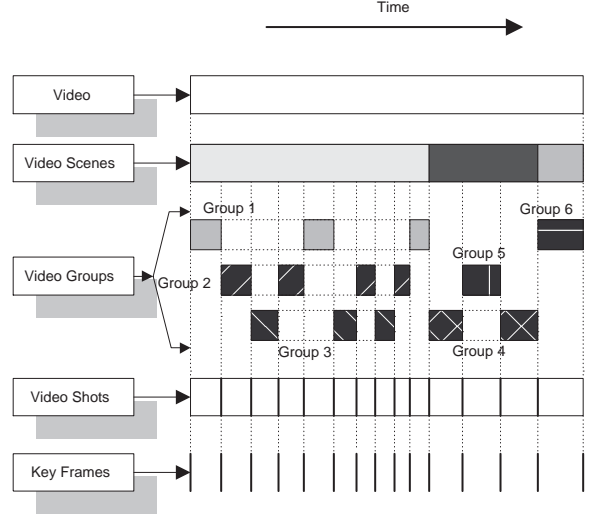 Time
Video
Video Scenes
Group 1
Group 6
Video Groups
Group 2
Group 5
Group 3
Group 4
Video Shots
Key Frames